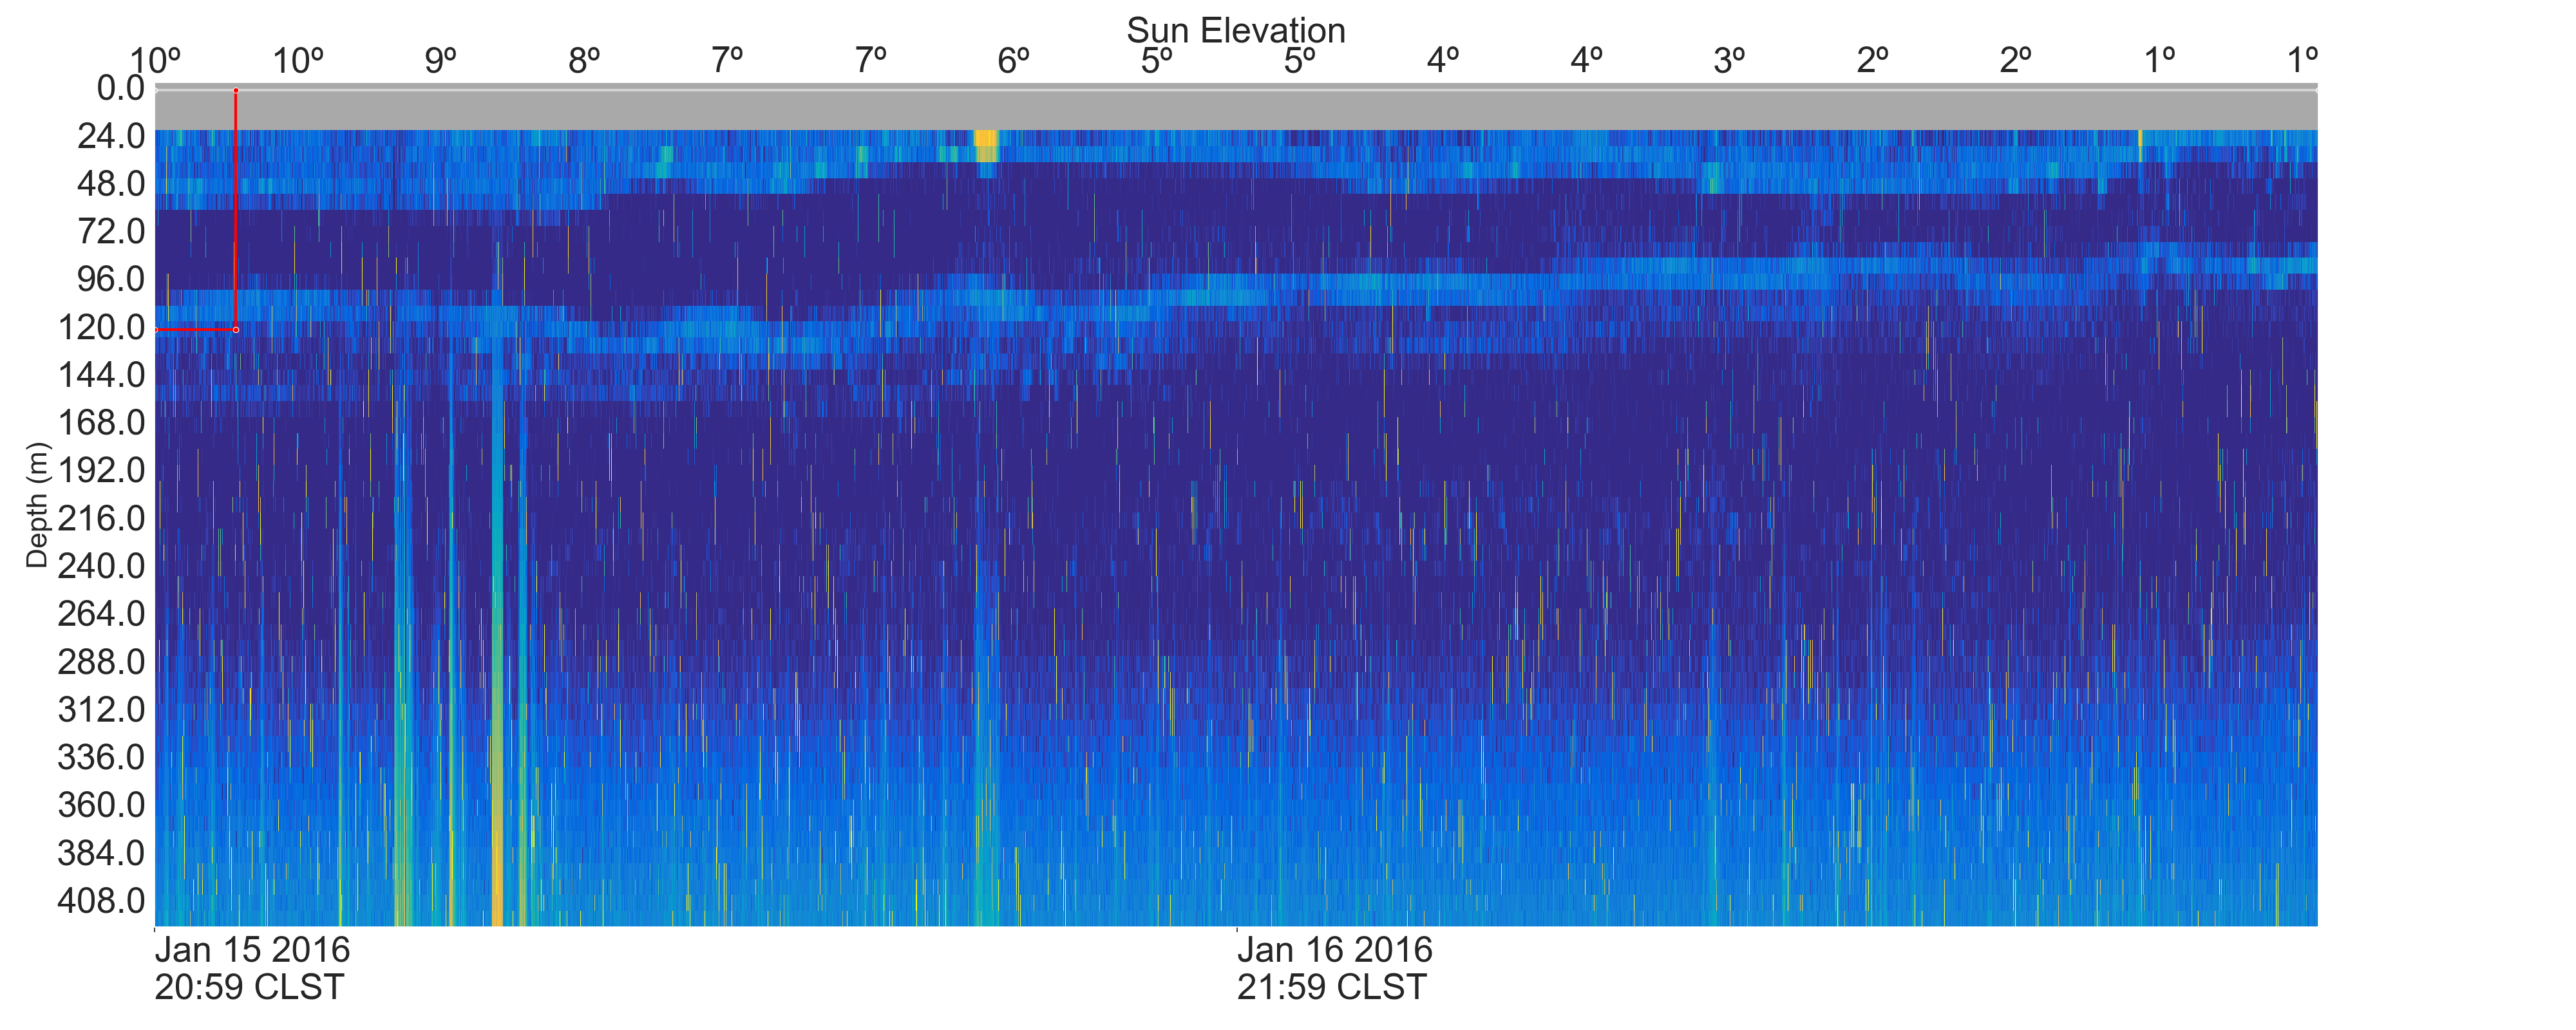 Sun Elevation
10º 10º 9º 8º 7º 7º 6º 5º 5º 4º 4º 3º 2º 2º 1º 1º
0.0
24.0
48.0
72.0
96.0
120.0
144.0
168.0
192.0
216.0
240.0
264.0
288.0
312.0
336.0
360.0
384.0
408.0
Depth (m)
Jan 15 2016
20:59 CLST
Jan 16 2016
21:59 CLST